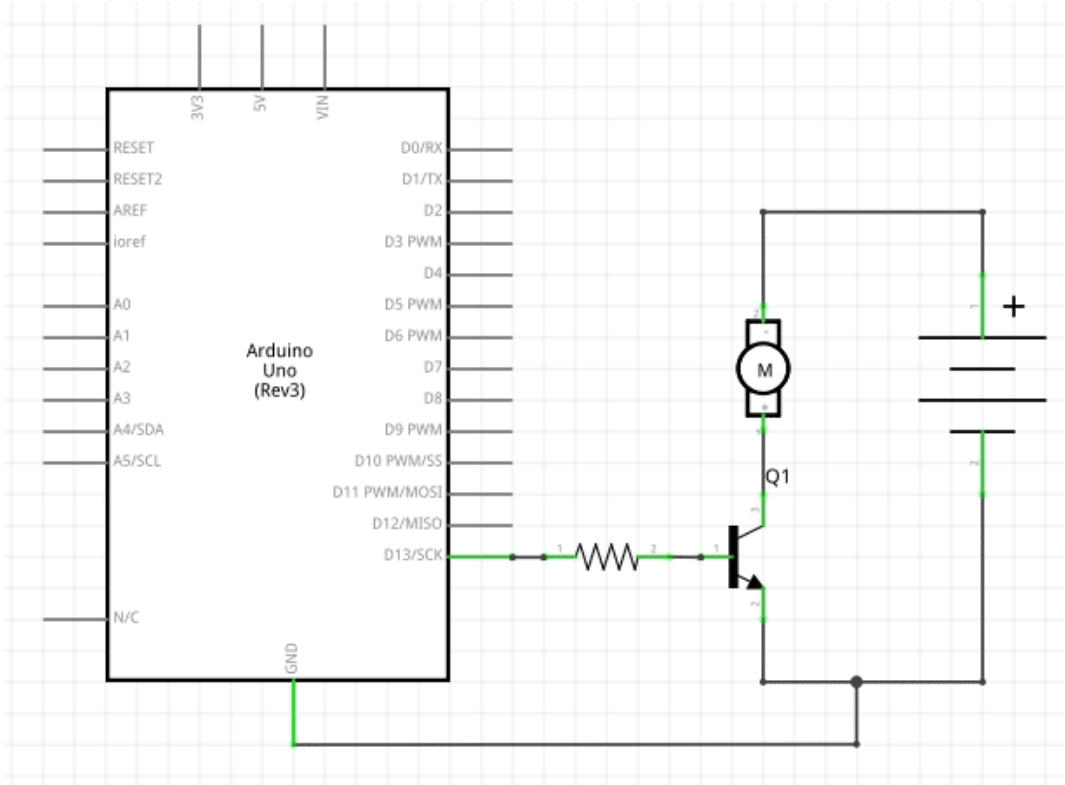 3V3
5V
VIN
RESET
D0/RX
RESET2
D1/TX
AREF
D2
ioref
D3 PWM
D4
A0
D5 PWM
A1
D6 PWM
A2
D7
A3
D8
A4/SDA
D9 PWM
A5/SCL
D10 PWM/SS
D11 PWM/MOSI
D12/MISO
D13/SCK
N/C
GND
Arduino
Uno
(Rev3)
1
2
1
Q1
3
2
2
-
M
+
1
+
2